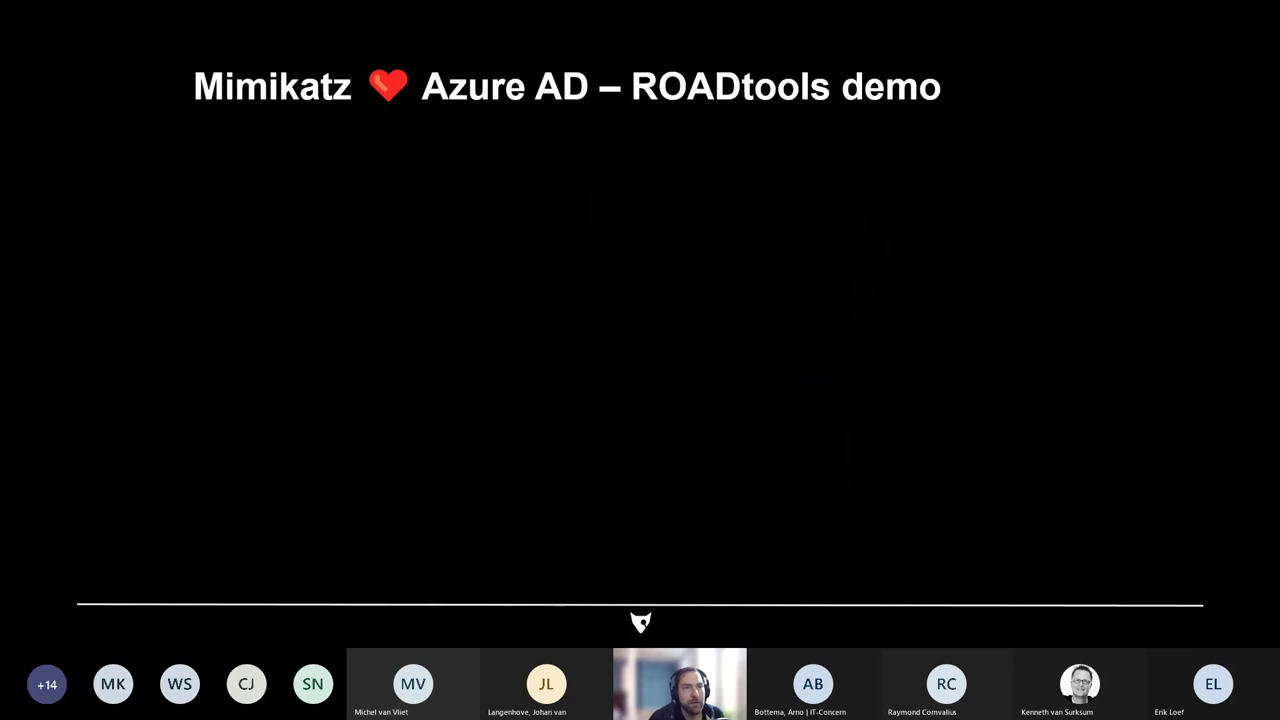 Mimikatz ❤️ Azure AD – ROADtools demo
+14
MK
WS
CJ
SN
MV
Michel van Vliet
JL
Langenhove, Johan van
AB
Bottema, Arno | IT-Concern
RC
Raymond Comvalius
Kenneth van Surksum
EL
Erik Loef